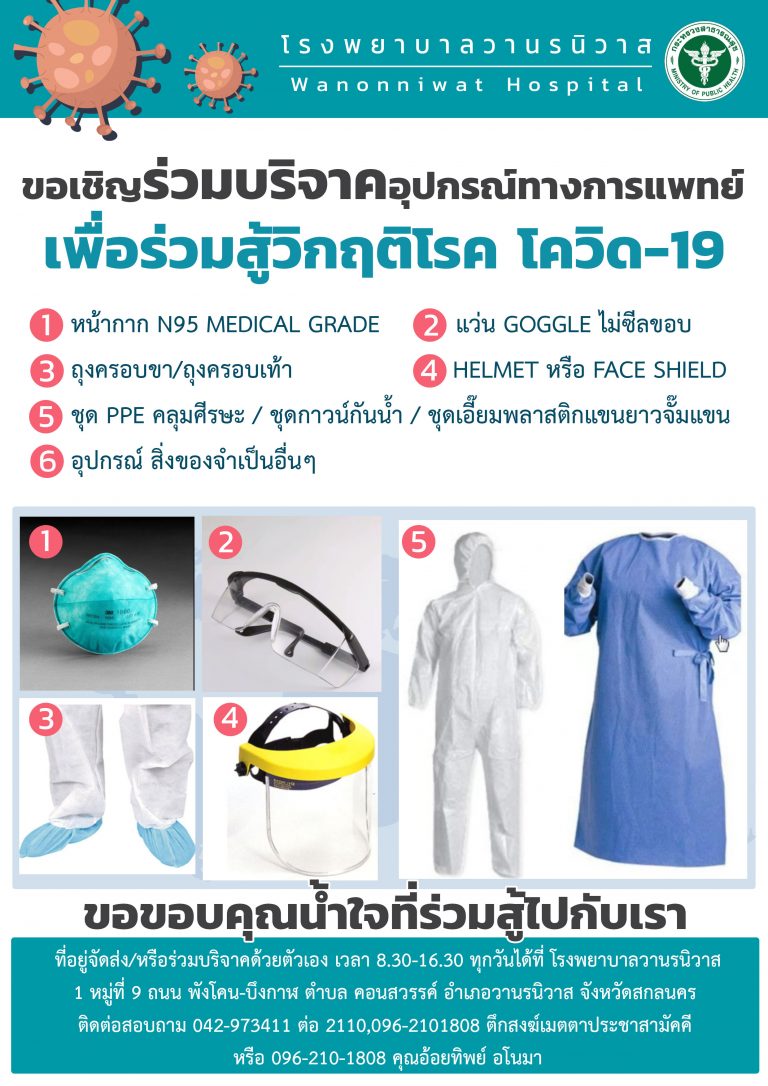 โรงพยาบาลวานรนิวาส
Wanonniwat Hospital
กระทรวงสาธารณสุข
MINISTRY OF PUBLIC HEALTH
ขอเชิญร่วมบริจาคอุปกรณ์ทางการแพทย์
เพื่อร่วมสู้วิกฤติโรค โควิด-19
1 หน้ากาก N95 MEDICAL GRADE
2 แว่น GOGGLE ไม่ซีลขอบ
3 ถุงครอบขา/ถุงครอบเท้า
4 HELMET หรือ FACE SHIELD
5 ชุด PPE คลุมศีรษะ / ชุดกาวน์กันน้ำ / ชุดเอี๊ยมพลาสติกแขนยาวจั๊มแขน
6 อุปกรณ์ สิ่งของจำเป็นอื่นๆ
1
2
5
3M 1860
3
4
ขอขอบคุณน้ำใจที่ร่วมสู้ไปกับเรา
ที่อยู่จัดส่ง/หรือร่วมบริจาคด้วยตัวเอง เวลา 8.30-16.30 ทุกวันได้ที่ โรงพยาบาลวานรนิวาส
1 หมู่ที่ 9 ถนน พังโคน-บึงกาฬ ตำบล คอนสวรรค์ อำเภอวานรนิวาส จังหวัดสกลนคร
ติดต่อสอบถาม 042-973411 ต่อ 2110,096-2101808 ตึกสงฆ์เมตตาประชาสามัคคี
หรือ 096-210-1808 คุณอ้อยทิพย์ อโนมา